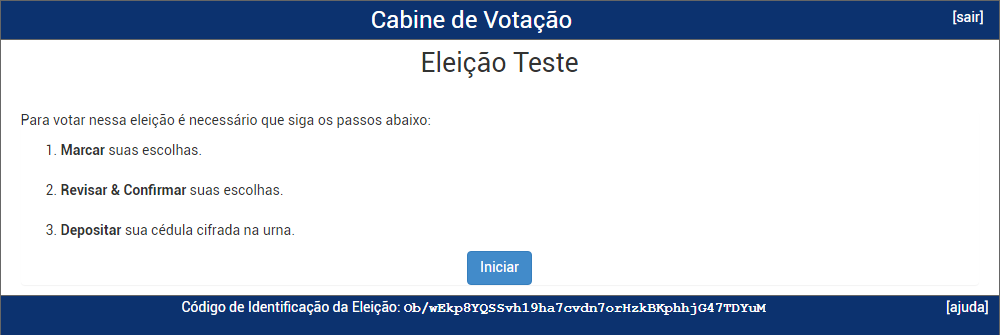 Cabine de Votação
[sair]
Eleição Teste
Para votar nessa eleição é necessário que siga os passos abaixo:
1. Marcar suas escolhas.
2. Revisar & Confirmar suas escolhas.
3. Depositar sua cédula cifrada na urna.
Iniciar
Código de Identificação da Eleição: Ob/wEkp8YQSSvhl9ha7cvdn7orHzkBKphhjG47TDYuM
[ajuda]